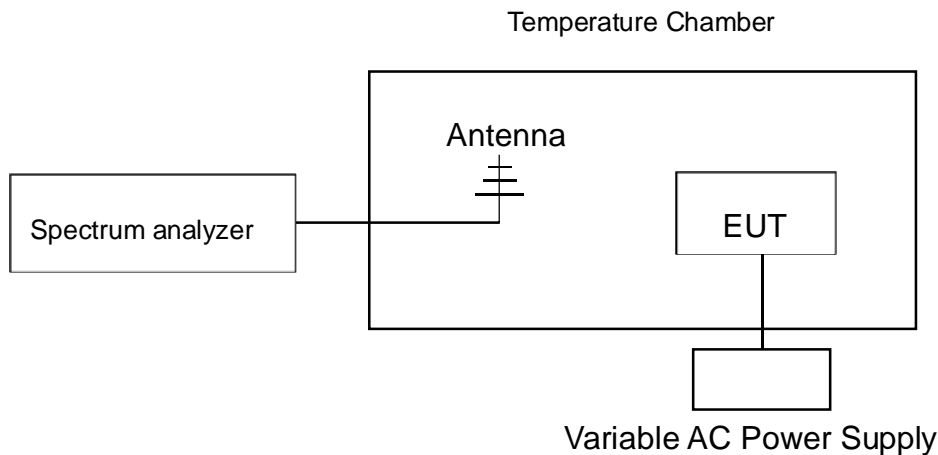 Temperature Chamber
Antenna
Spectrum analyzer
EUT
Variable AC Power Supply